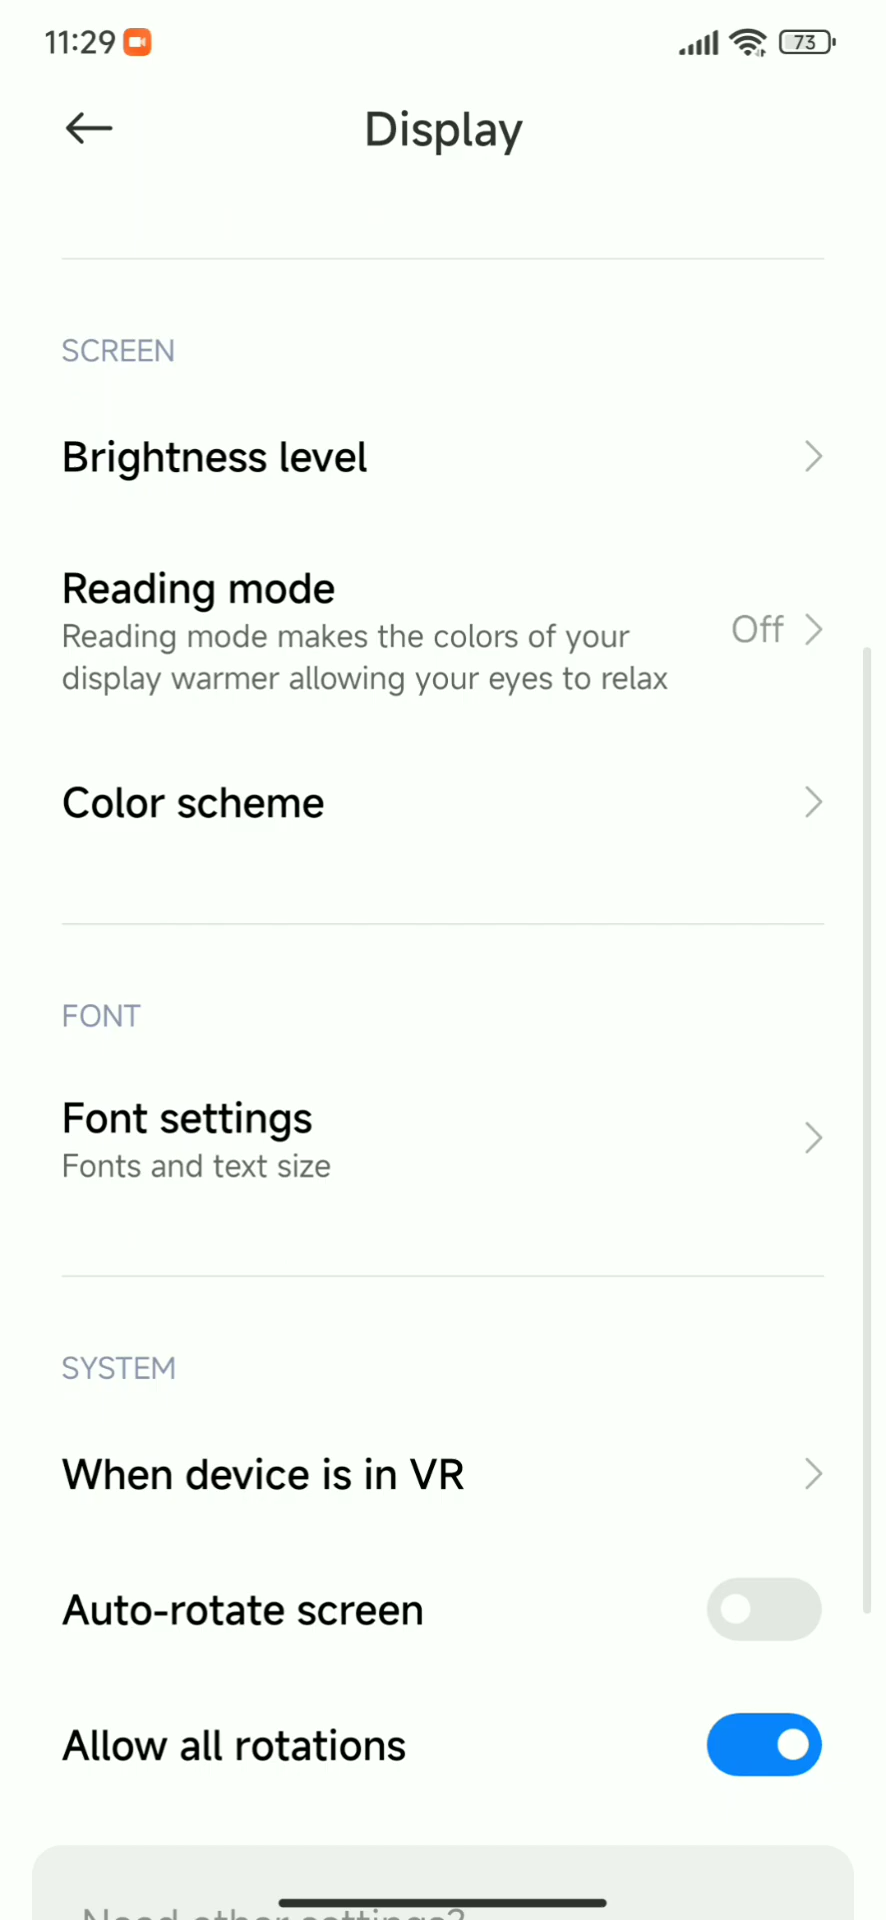 11:29
73
Display
SCREEN
Brightness level
Reading mode
Reading mode makes the colors of your
display warmer allowing your eyes to relax
Off
Color scheme
FONT
Font settings
Fonts and text size
SYSTEM
When device is in VR
Auto-rotate screen
Allow all rotations
Need other settings?